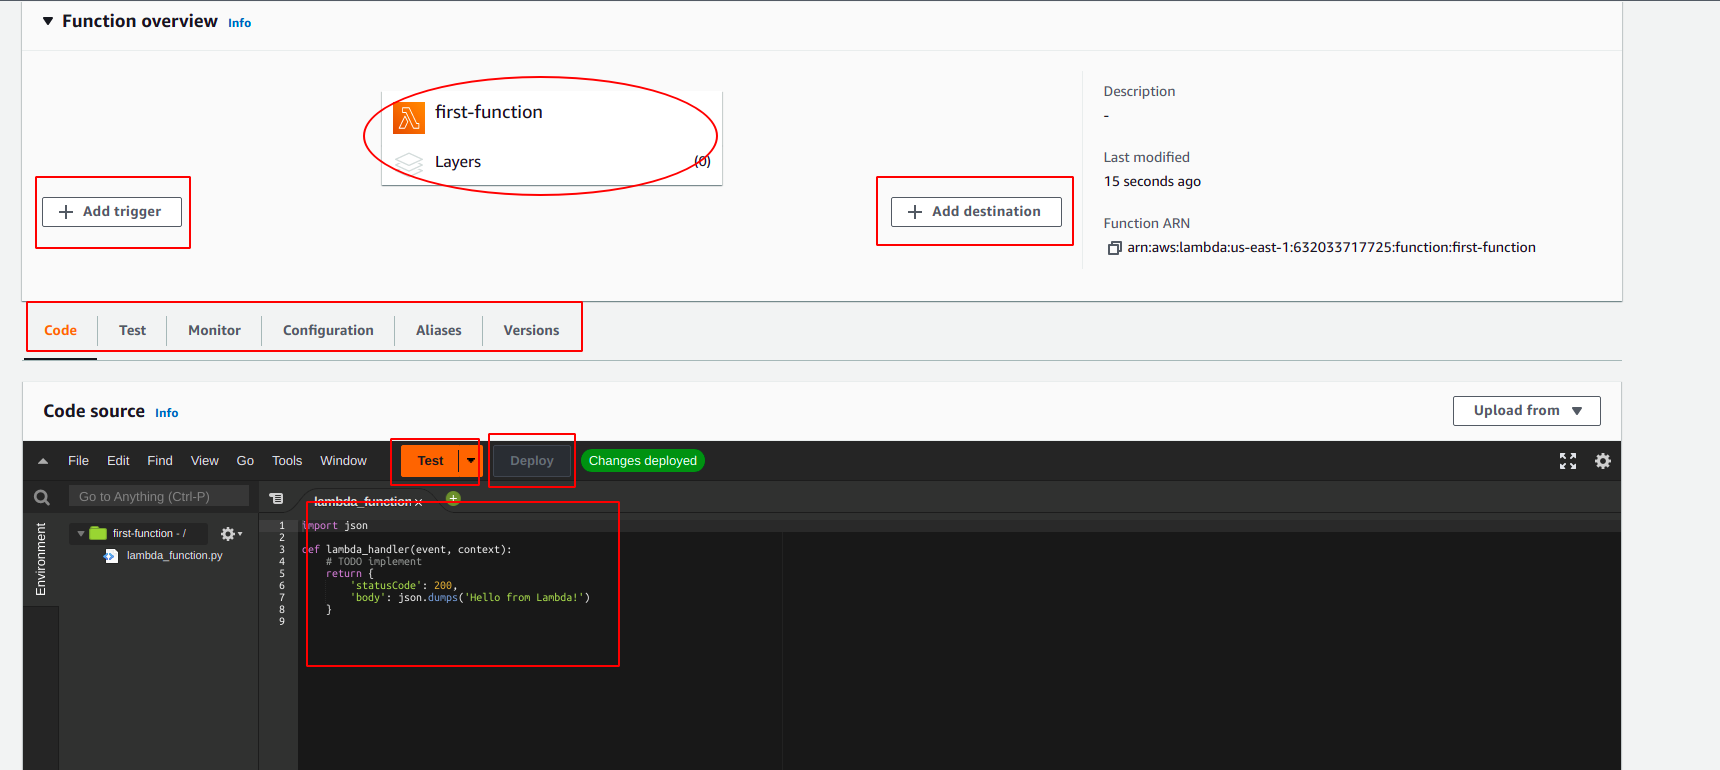 Function overview Info
first-function
Layers (0)
Add trigger
Add destination
Description
-
Last modified
15 seconds ago
Function ARN
arn:aws:lambda:us-east-1:632033717725:function:first-function
Code Test Monitor Configuration Aliases Versions
Code source Info
Upload from
File Edit Find View Go Tools Window Test Deploy Changes deployed
Go to Anything (Ctrl-P)
Environment
first-function - /
lambda_function.py
lambda_function ×
1 import json
2
3 def lambda_handler(event, context):
4     # TODO implement
5     return {
6         'statusCode': 200,
7         'body': json.dumps('Hello from Lambda!')
8     }
9